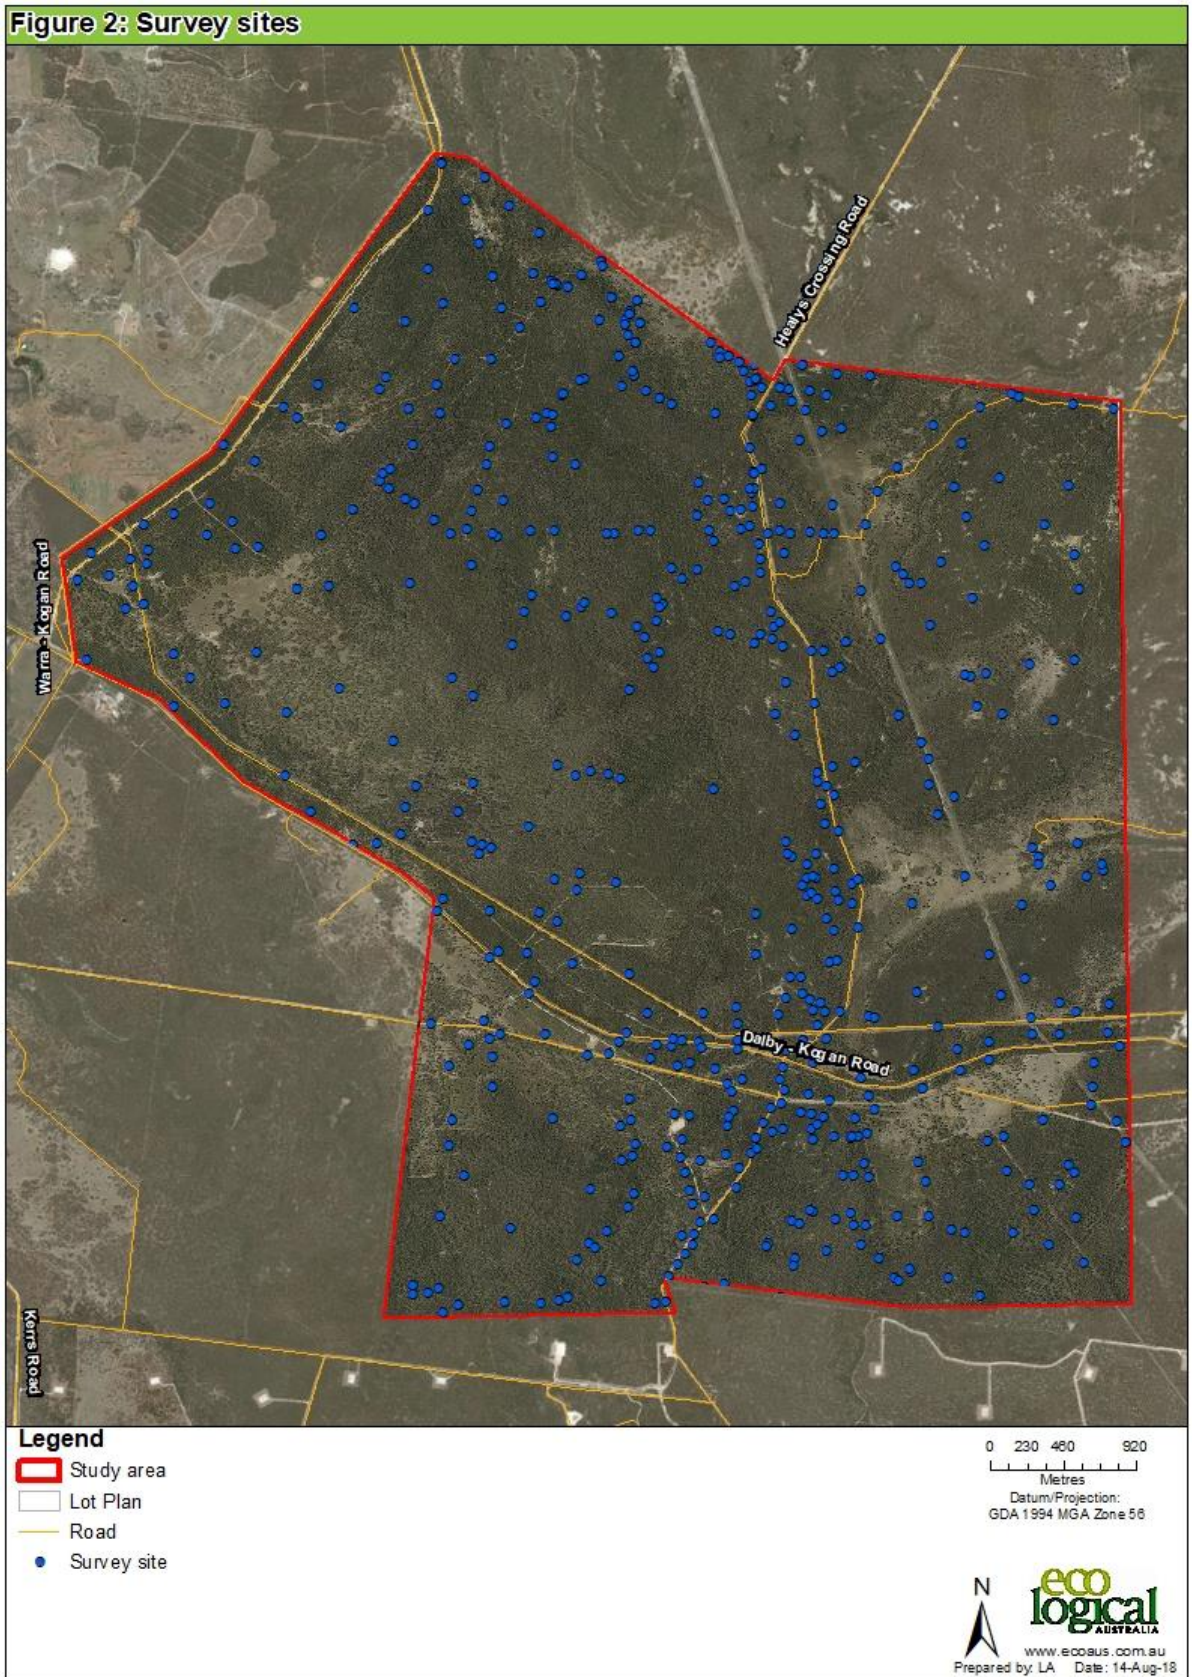 Figure 2: Survey sites
Healys Crossing Road
Warra - Kogan Road
Dalby - Kogan Road
Kerrs Road
Legend
Study area
Lot Plan
Road
Survey site
0 230 460 920
Metres
Datum/Projection:
GDA 1994 MGA Zone 56
N
eco
logical
AUSTRALIA
www.ecoaus.com.au
Prepared by: LA Date: 14-Aug-18